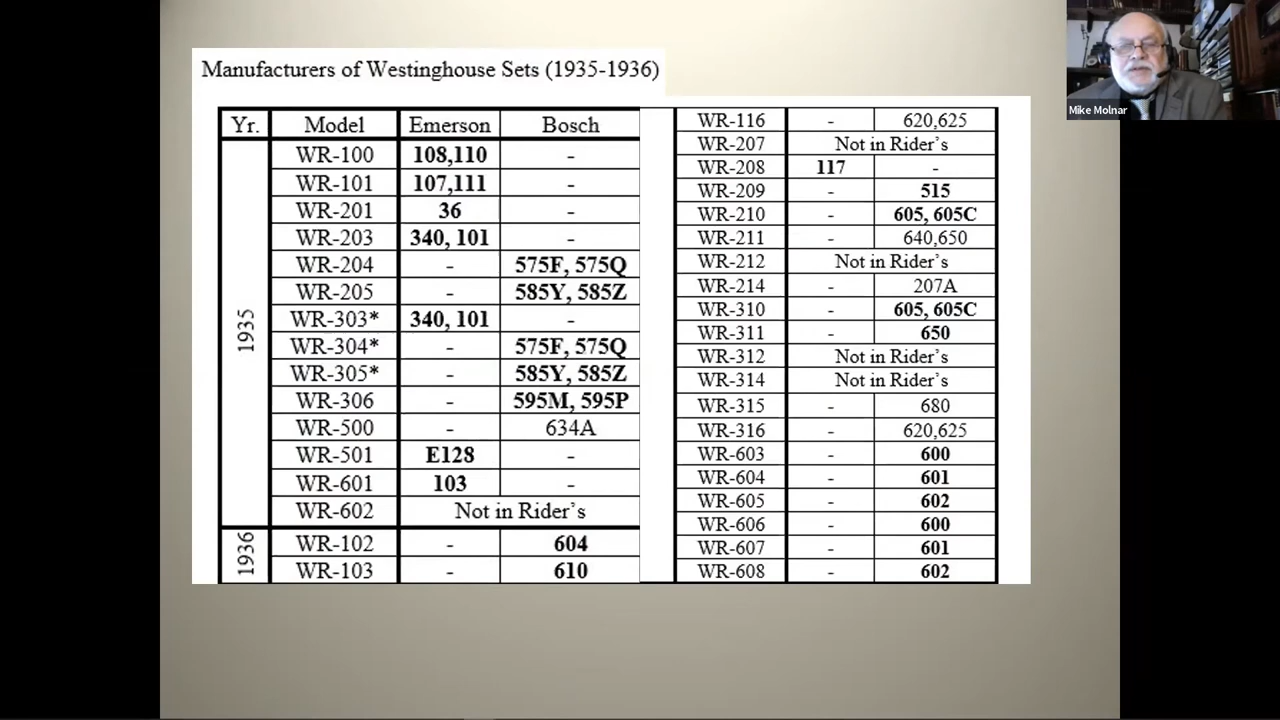 Manufacturers of Westinghouse Sets (1935-1936)
Yr. Model Emerson Bosch
1935
WR-100 108,110 -
WR-101 107,111 -
WR-201 36 -
WR-203 340, 101 -
WR-204 - 575F, 575Q
WR-205 - 585Y, 585Z
WR-303* 340, 101 -
WR-304* - 575F, 575Q
WR-305* - 585Y, 585Z
WR-306 - 595M, 595P
WR-500 - 634A
WR-501 E128 -
WR-601 103 -
WR-602 Not in Rider's
1936
WR-102 - 604
WR-103 - 610
WR-116 - 620,625
WR-207 Not in Rider's
WR-208 117 -
WR-209 - 515
WR-210 - 605, 605C
WR-211 - 640,650
WR-212 Not in Rider's
WR-214 - 207A
WR-310 - 605, 605C
WR-311 - 650
WR-312 Not in Rider's
WR-314 Not in Rider's
WR-315 - 680
WR-316 - 620,625
WR-603 - 600
WR-604 - 601
WR-605 - 602
WR-606 - 600
WR-607 - 601
WR-608 - 602
Mike Molnar